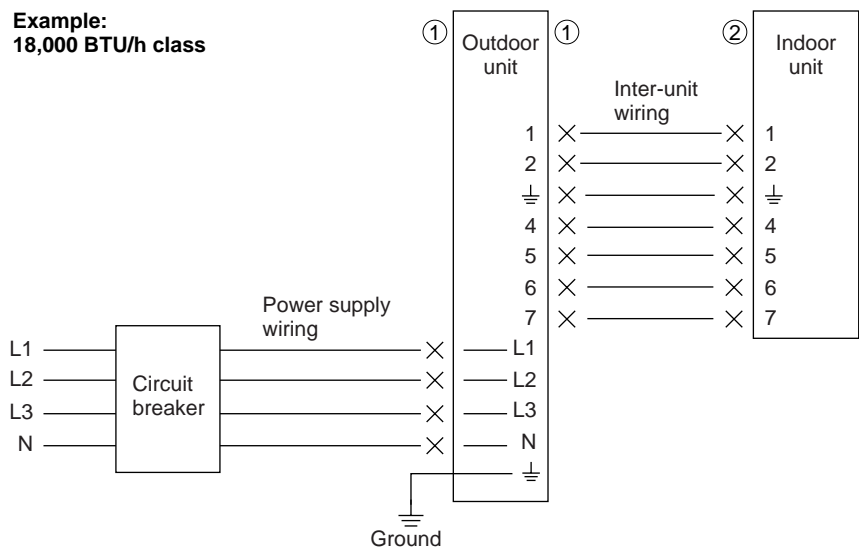 Example:
18,000 BTU/h class
①
Outdoor
unit
①
②
Indoor
unit
Inter-unit
wiring
1
1
2
2
4
4
5
5
6
6
7
7
Power supply
wiring
L1
L1
L2
Circuit
breaker
L2
L3
L3
N
N
Ground